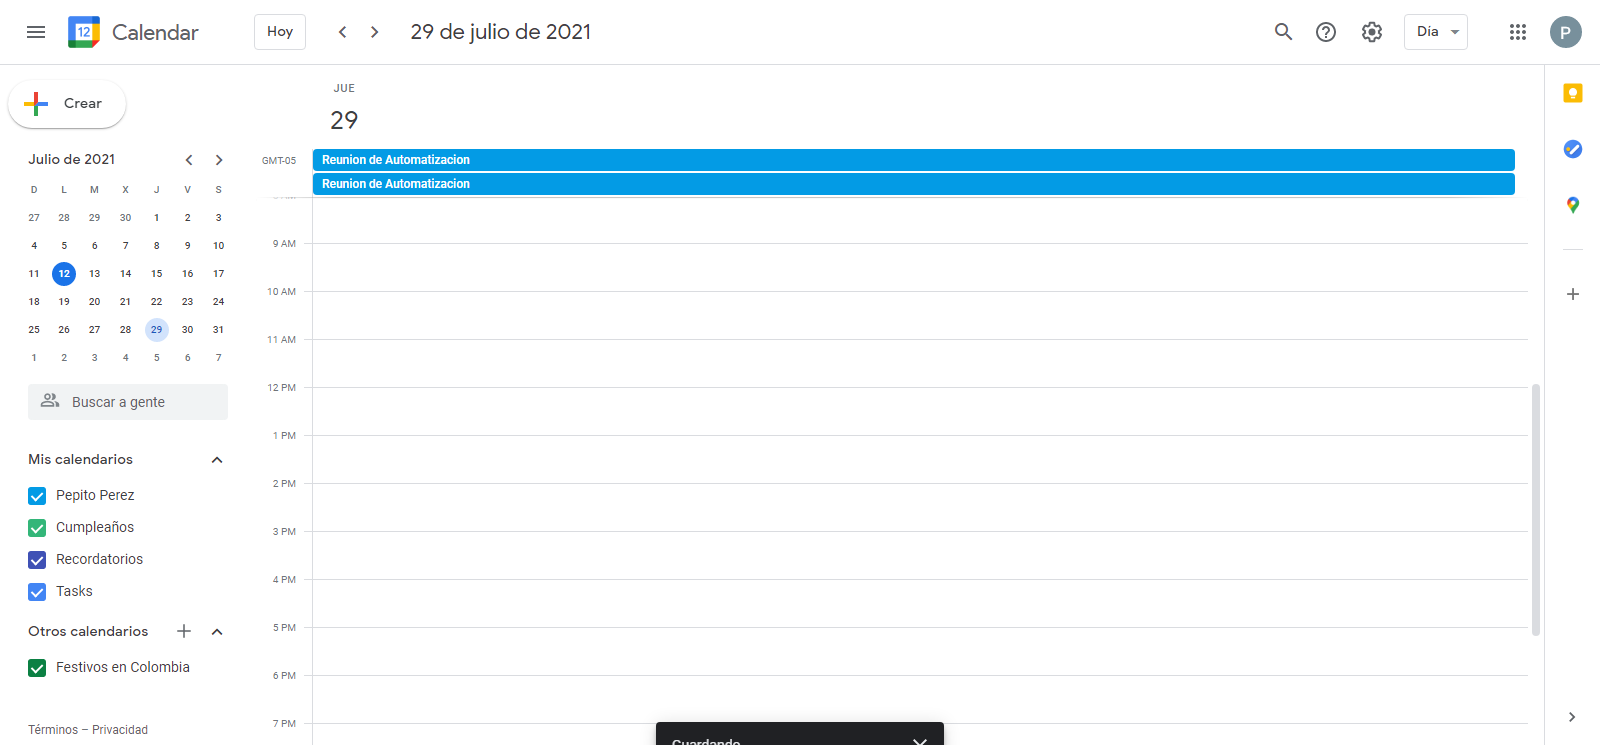 12 Calendar
Hoy
29 de julio de 2021
Día
P
Crear
Julio de 2021
D L M X J V S
27 28 29 30 1 2 3
4 5 6 7 8 9 10
11 12 13 14 15 16 17
18 19 20 21 22 23 24
25 26 27 28 29 30 31
1 2 3 4 5 6 7
Buscar a gente
Mis calendarios
Pepito Perez
Cumpleaños
Recordatorios
Tasks
Otros calendarios
Festivos en Colombia
Términos – Privacidad
JUE
29
GMT-05
Reunion de Automatizacion
Reunion de Automatizacion
9 AM
10 AM
11 AM
12 PM
1 PM
2 PM
3 PM
4 PM
5 PM
6 PM
7 PM
Guardando